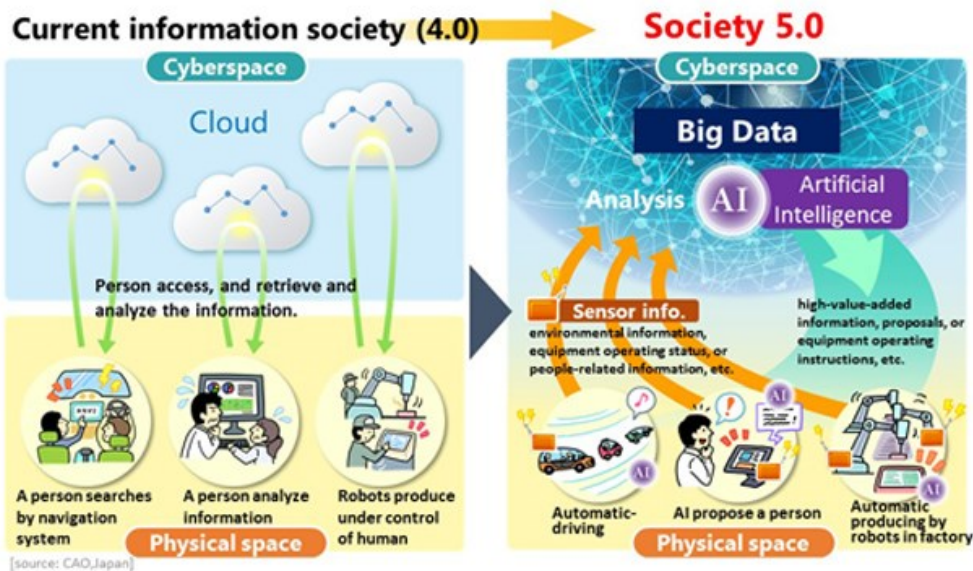 Current information society (4.0)
Society 5.0
Cyberspace
Cloud
Person access, and retrieve and
analyze the information.
A person searches
by navigation
system
A person analyze
information
Robots produce
under control
of human
Physical space
[source: CAO,Japan]
Cyberspace
Big Data
Analysis
AI
Artificial
Intelligence
Sensor info.
environmental information,
equipment operating status, or
people-related information, etc.
high-value-added
information, proposals, or
equipment operating
instructions, etc.
AI
AI
AI
Automatic-
driving
AI propose a person
Automatic
producing by
robots in factory
Physical space